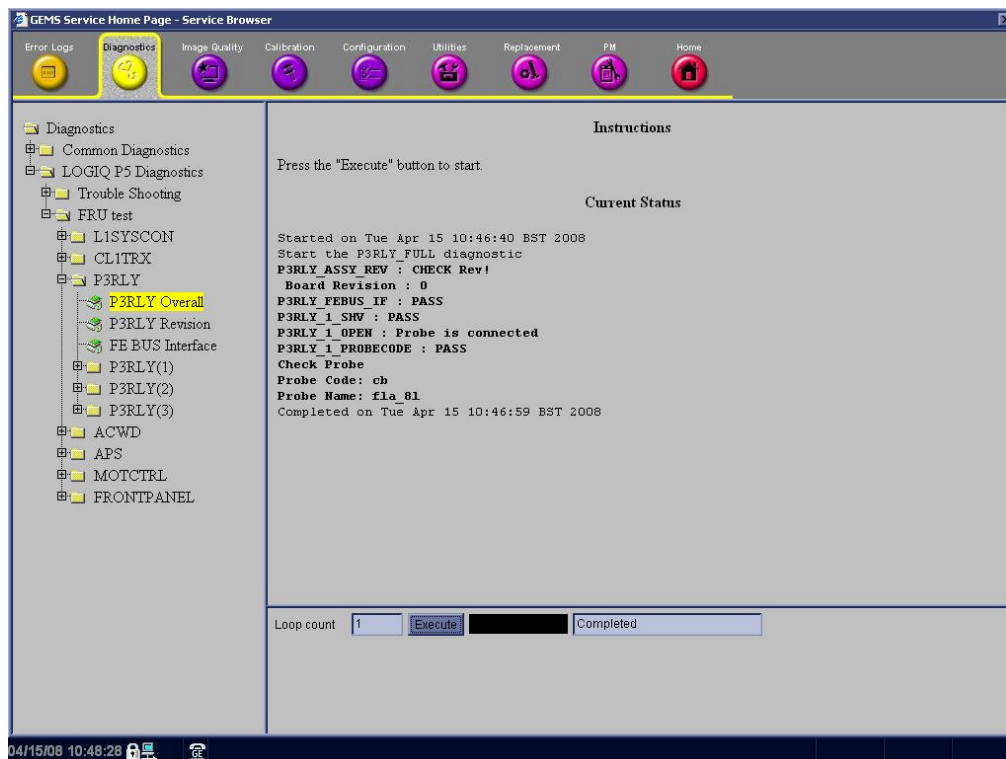 GEMS Service Home Page - Service Browser
Error Logs Diagnostics Image Quality Calibration Configuration Utilities Replacement PM Home
Diagnostics
Common Diagnostics
LOGIQ P5 Diagnostics
Trouble Shooting
FRU test
L1SYSCON
CL1TRX
P3RLY
P3RLY Overall
P3RLY Revision
FE BUS Interface
P3RLY(1)
P3RLY(2)
P3RLY(3)
ACWD
APS
MOTCTRL
FRONTPANEL
Instructions
Press the "Execute" button to start.
Current Status
Started on Tue Apr 15 10:46:40 BST 2008
Start the P3RLY_FULL diagnostic
P3RLY_ASSY_REV : CHECK Rev!
Board Revision : 0
P3RLY_FEBUS_IF : PASS
P3RLY_1_SHV : PASS
P3RLY_1_OPEN : Probe is connected
P3RLY_1_PROBECODE : PASS
Check Probe
Probe Code: cb
Probe Name: fla_8l
Completed on Tue Apr 15 10:46:59 BST 2008
Loop count 1 Execute Completed
04/15/08 10:48:28 GE